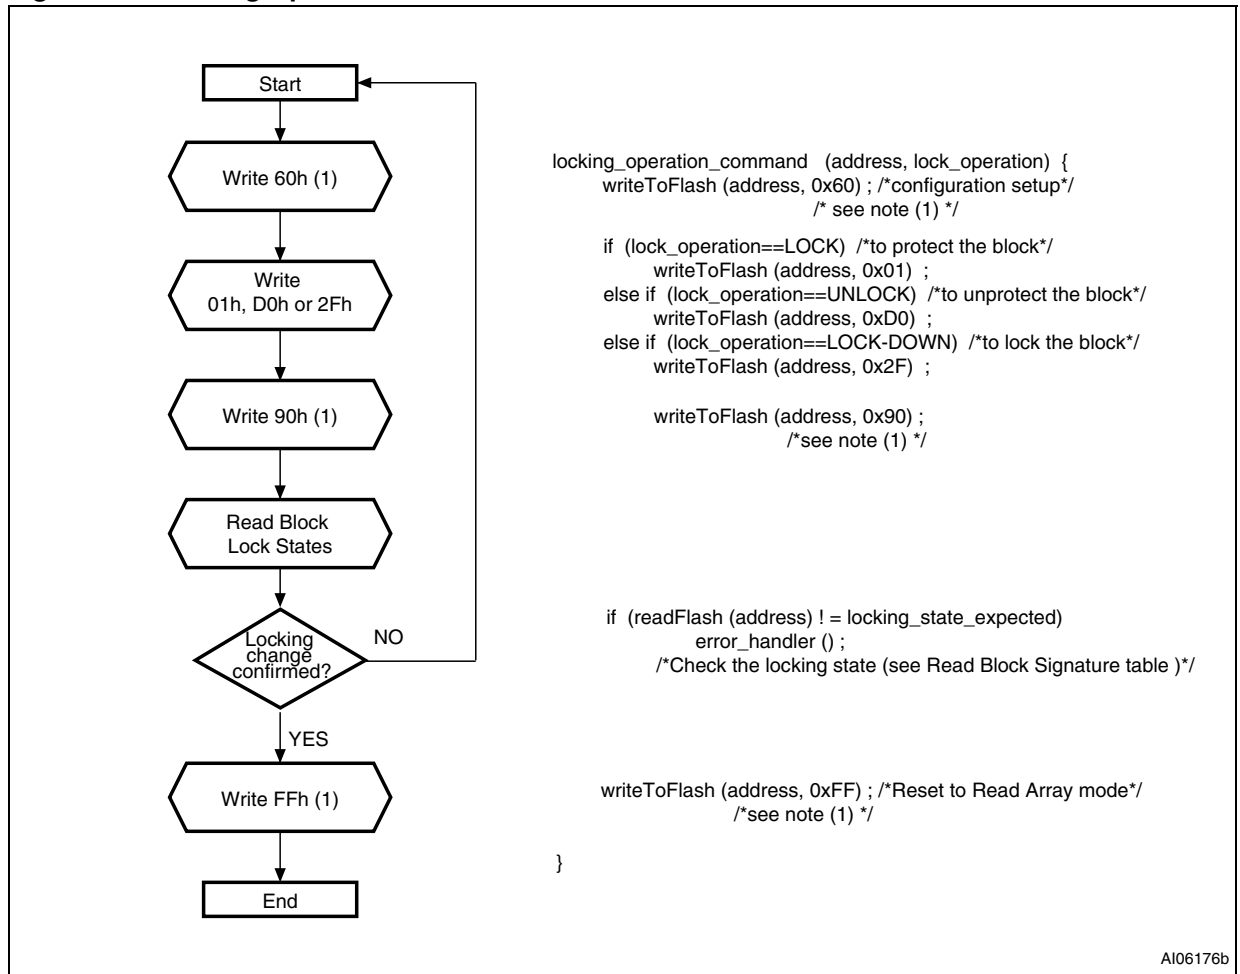 Start
Write 60h (1)
Write
01h, D0h or 2Fh
Write 90h (1)
Read Block
Lock States
Locking
change
confirmed?
NO
YES
Write FFh (1)
End
locking_operation_command (address, lock_operation) {
writeToFlash (address, 0x60) ; /*configuration setup*/
/* see note (1) */
if (lock_operation==LOCK) /*to protect the block*/
writeToFlash (address, 0x01) ;
else if (lock_operation==UNLOCK) /*to unprotect the block*/
writeToFlash (address, 0xD0) ;
else if (lock_operation==LOCK-DOWN) /*to lock the block*/
writeToFlash (address, 0x2F) ;
writeToFlash (address, 0x90) ;
/*see note (1) */
if (readFlash (address) ! = locking_state_expected)
error_handler () ;
/*Check the locking state (see Read Block Signature table )*/
writeToFlash (address, 0xFF) ; /*Reset to Read Array mode*/
/*see note (1) */
}
AI06176b